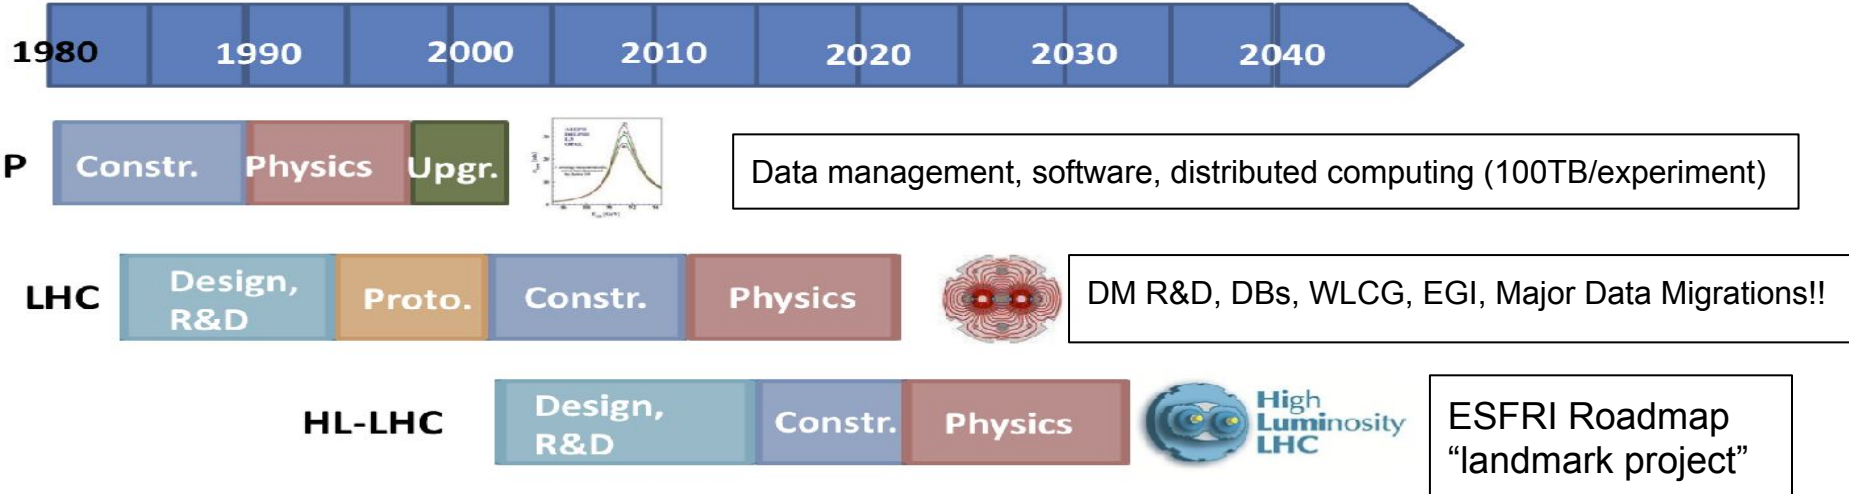 1980 1990 2000 2010 2020 2030 2040
P Constr. Physics Upgr.
Data management, software, distributed computing (100TB/experiment)
LHC
Design,
R&D
Proto. Constr. Physics
DM R&D, DBs, WLCG, EGI, Major Data Migrations!!
HL-LHC
Design,
R&D
Constr. Physics
High
Luminosity
LHC
ESFRI Roadmap
“landmark project”